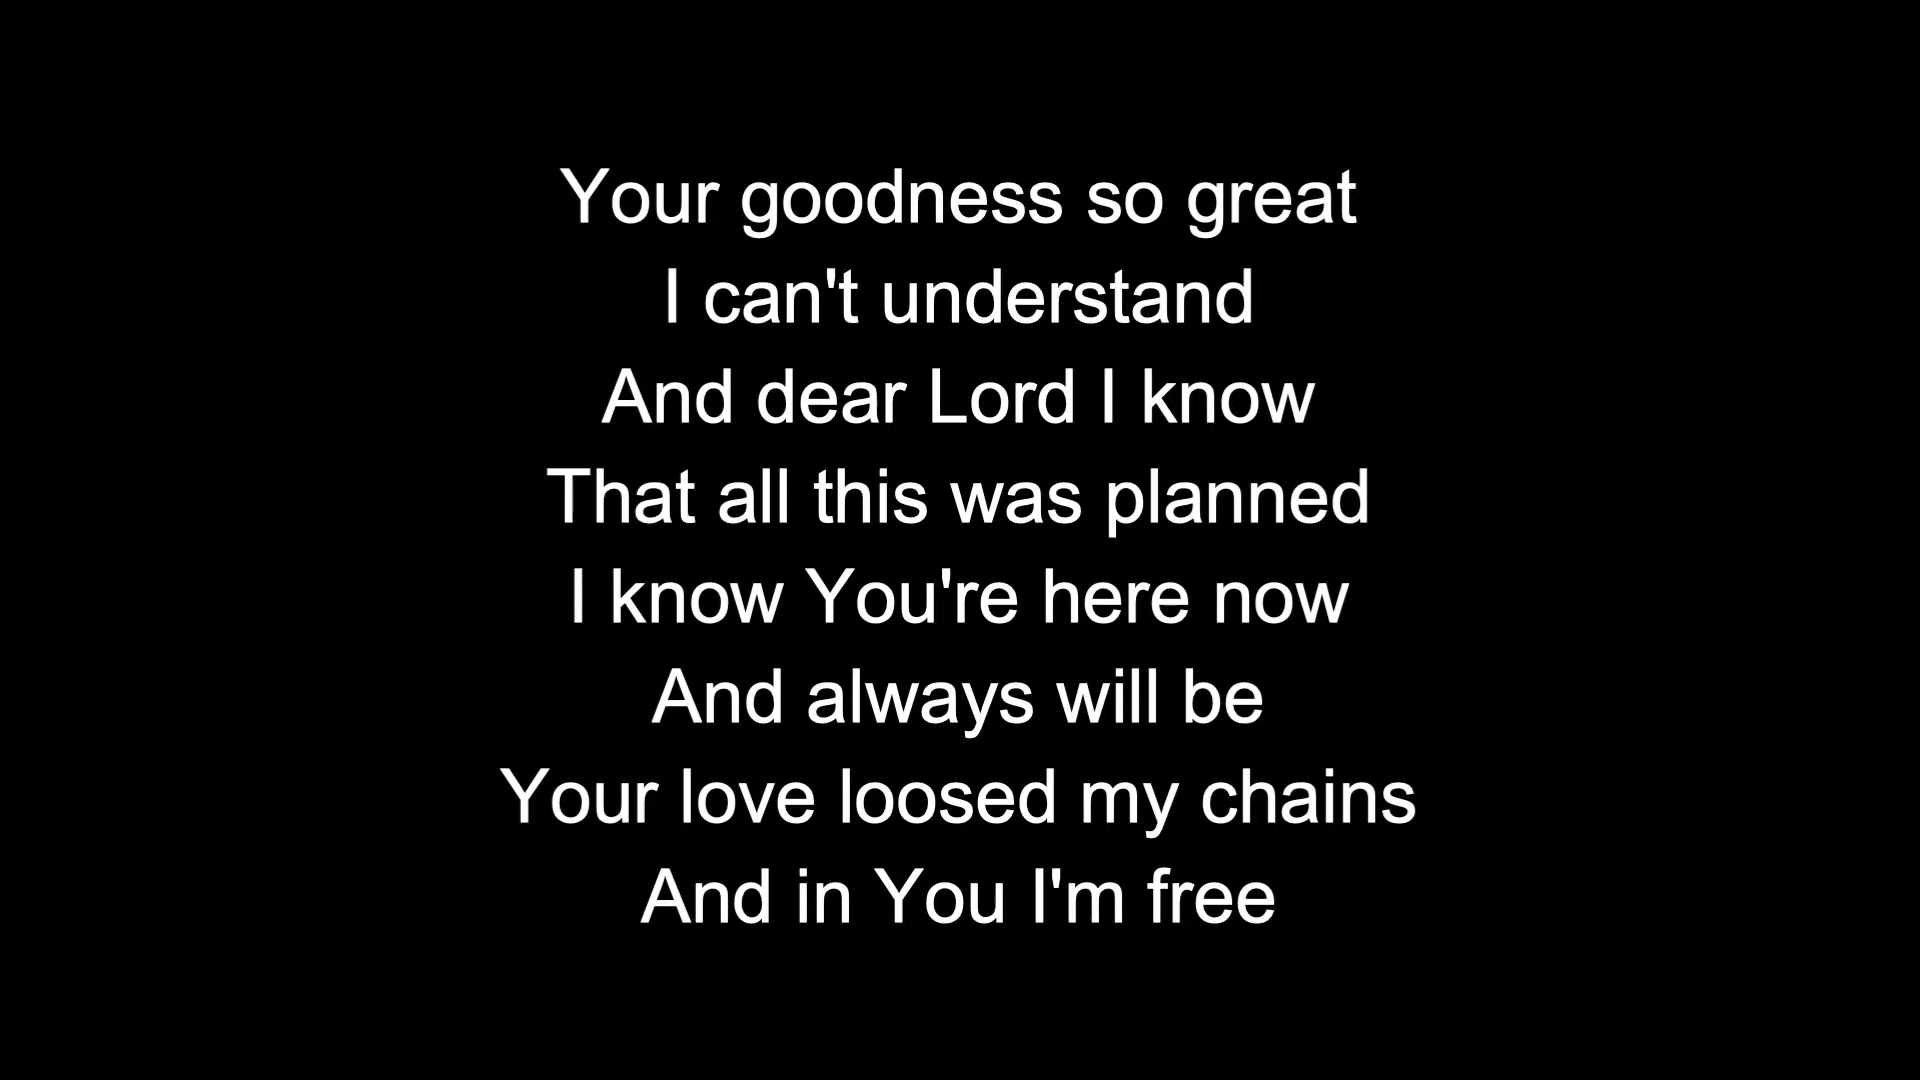 Your goodness so great
I can't understand
And dear Lord I know
That all this was planned
I know You're here now
And always will be
Your love loosed my chains
And in You I'm free